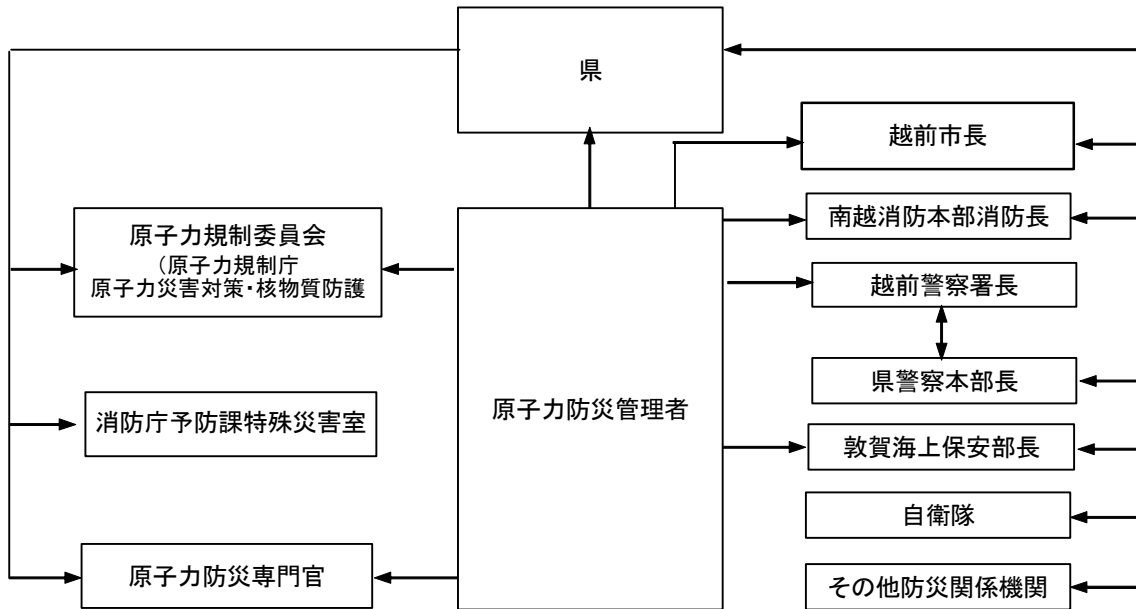 県
越前市長
南越消防本部消防長
原子力規制委員会
（原子力規制庁
原子力災害対策・核物質防護
越前警察署長
県警察本部長
消防庁予防課特殊災害室
原子力防災管理者
敦賀海上保安部長
自衛隊
原子力防災専門官
その他防災関係機関